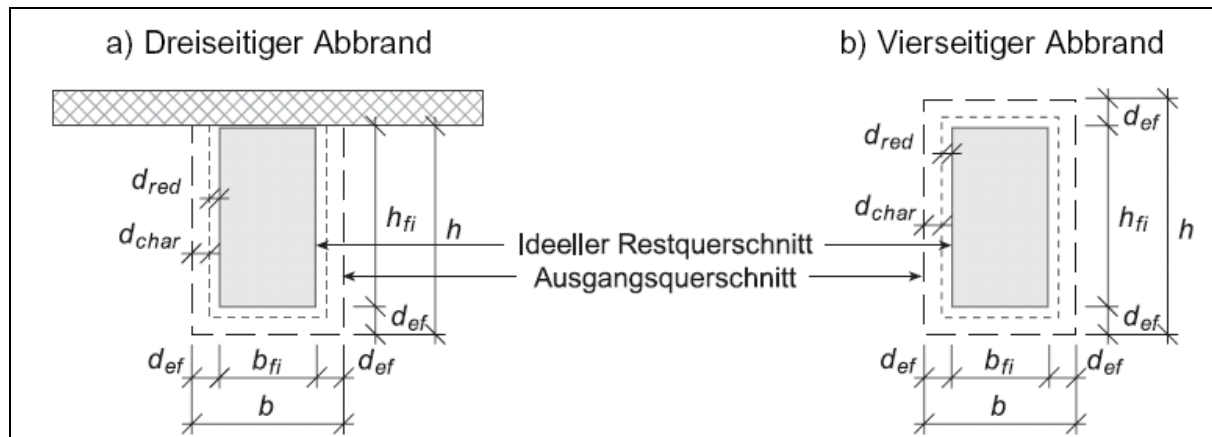 a) Dreiseitiger Abbrand
b) Vierseitiger Abbrand
d_red
d_char
h_fi
h
d_ef
d_ef
b_fi
d_ef
b
Ideeller Restquerschnitt
Ausgangsquerschnitt
d_red
d_char
d_ef
h_fi
h
d_ef
d_ef
b_fi
d_ef
b